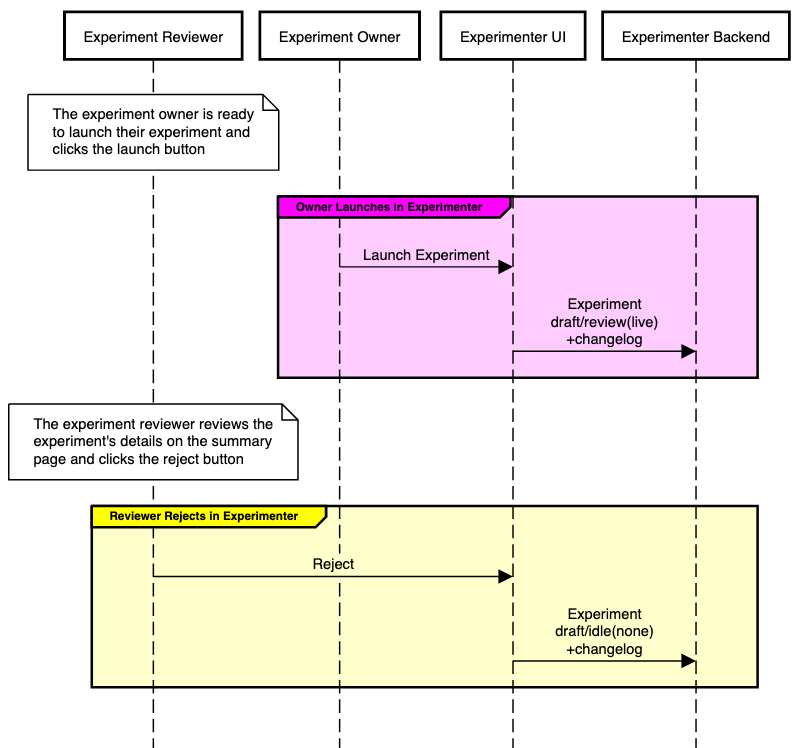 Experiment Reviewer
Experiment Owner
Experimenter UI
Experimenter Backend
The experiment owner is ready
to launch their experiment and
clicks the launch button
Owner Launches in Experimenter
Launch Experiment
Experiment
draft/review(live)
+changelog
The experiment reviewer reviews the
experiment's details on the summary
page and clicks the reject button
Reviewer Rejects in Experimenter
Reject
Experiment
draft/idle(none)
+changelog